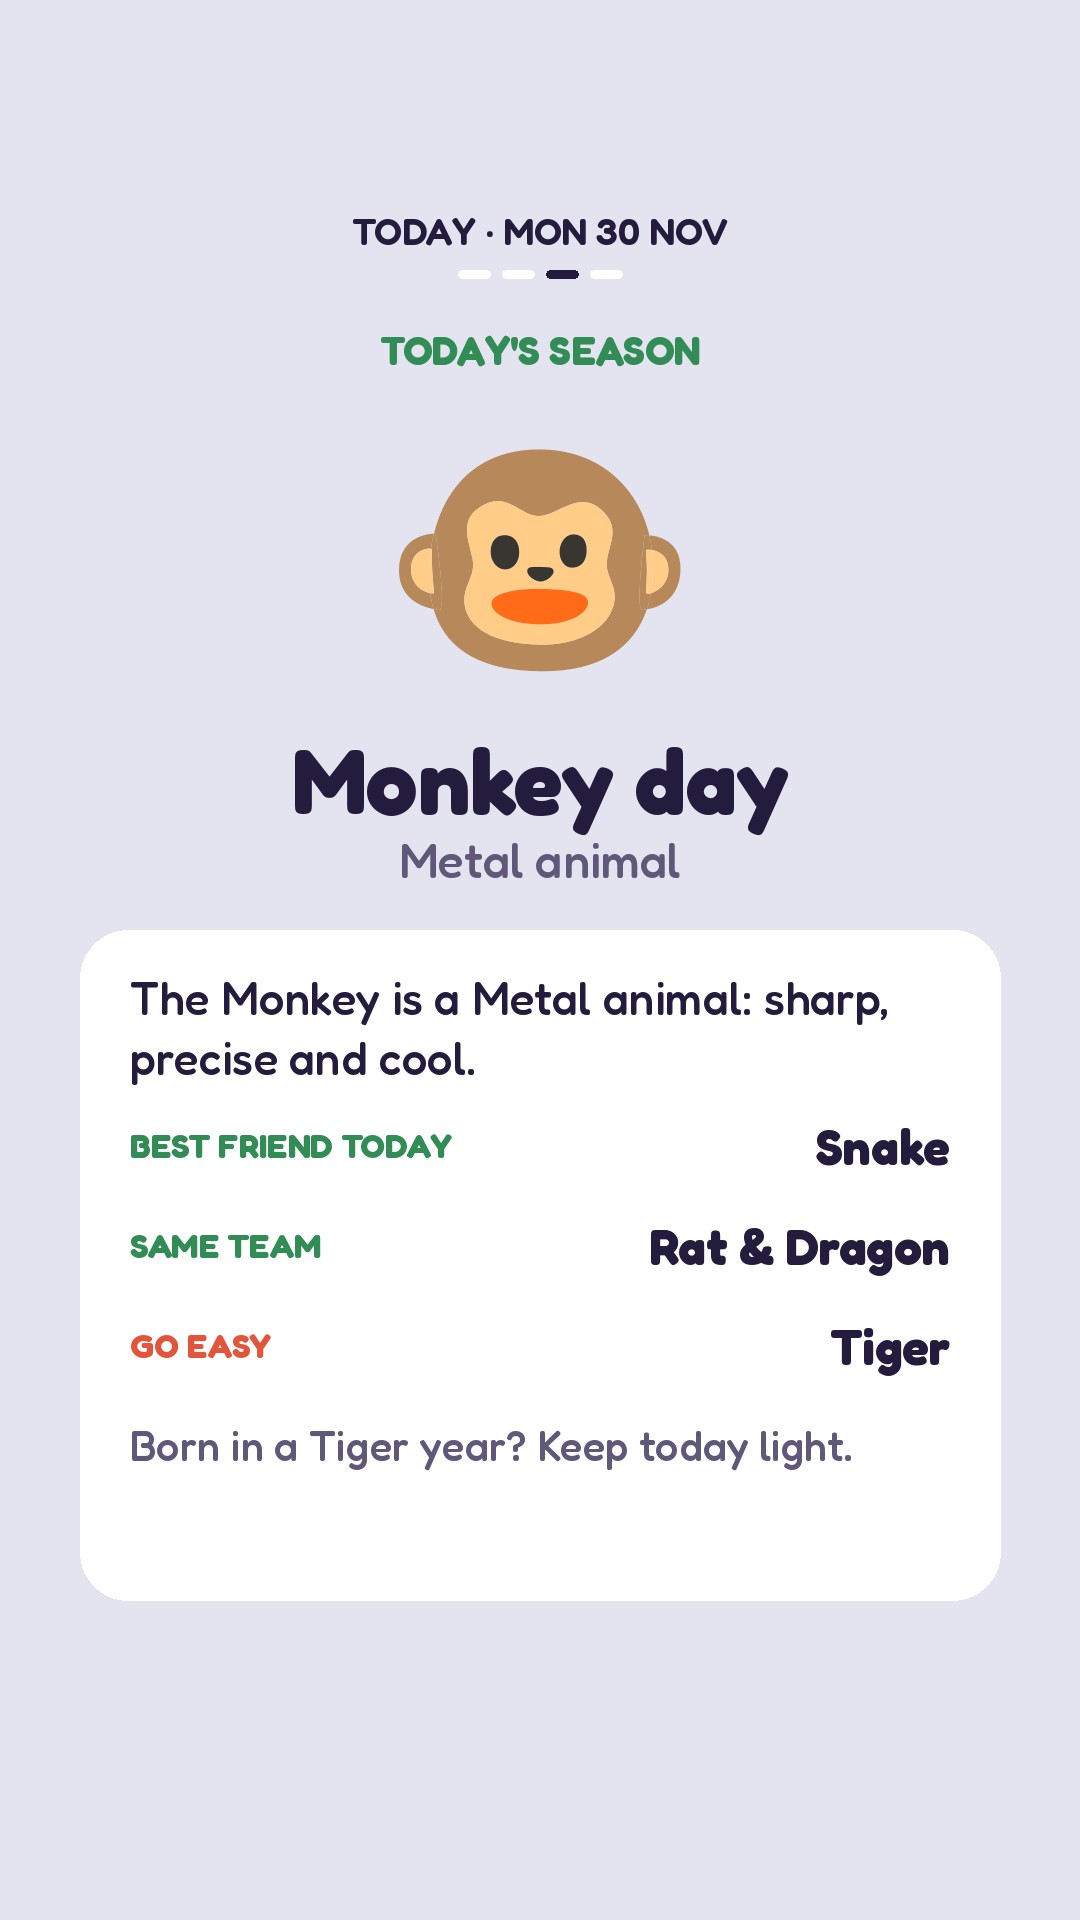 TODAY · MON 30 NOV
TODAY'S SEASON
Monkey day
Metal animal
The Monkey is a Metal animal: sharp,
precise and cool.
BEST FRIEND TODAY Snake
SAME TEAM Rat & Dragon
GO EASY Tiger
Born in a Tiger year? Keep today light.